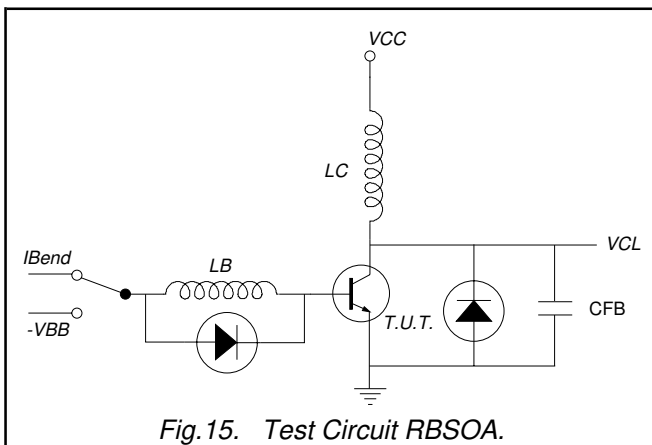 VCC
LC
IBend
LB
VCL
-VBB
T.U.T.
CFB
Fig.15. Test Circuit RBSOA.